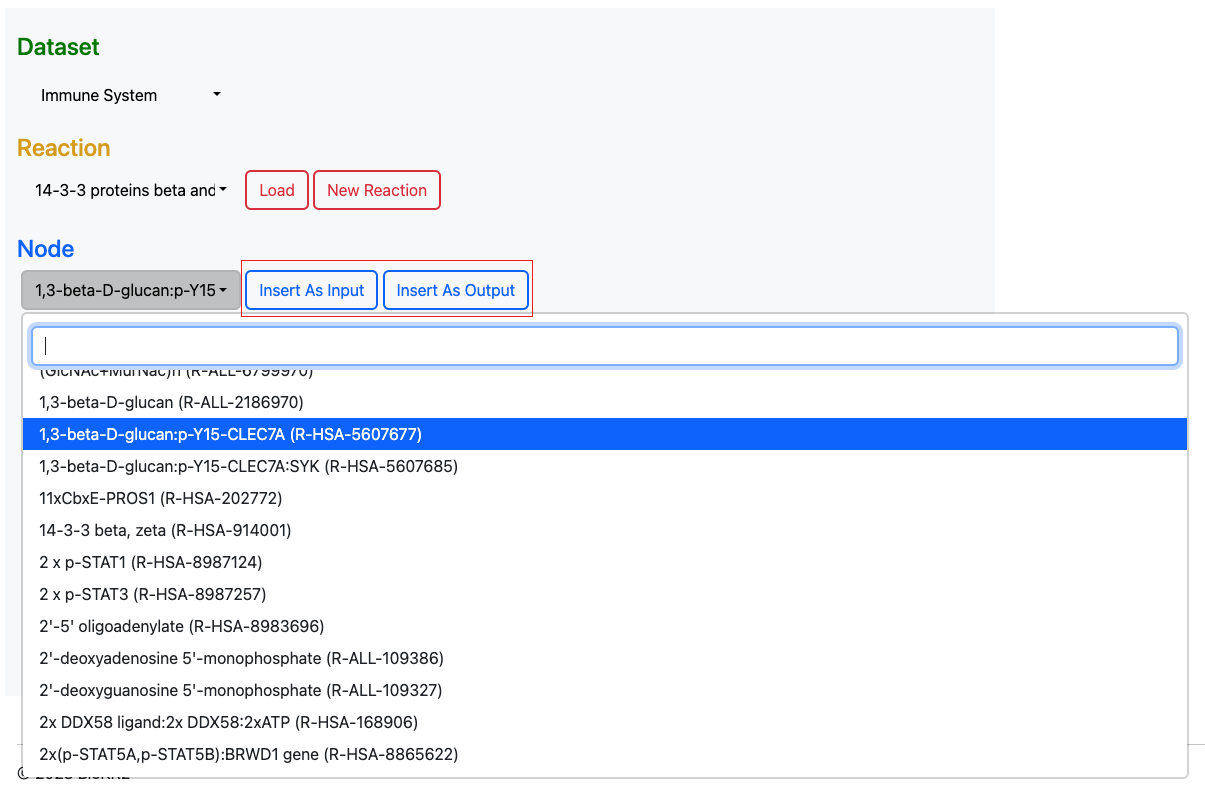 Dataset
Immune System
Reaction
14-3-3 proteins beta and
Load
New Reaction
Node
1,3-beta-D-glucan:p-Y15
Insert As Input
Insert As Output
(GlcNAc+MurNac)n (R-ALL-6799970)
1,3-beta-D-glucan (R-ALL-2186970)
1,3-beta-D-glucan:p-Y15-CLEC7A (R-HSA-5607677)
1,3-beta-D-glucan:p-Y15-CLEC7A:SYK (R-HSA-5607685)
11xCbxE-PROS1 (R-HSA-202772)
14-3-3 beta, zeta (R-HSA-914001)
2 x p-STAT1 (R-HSA-8987124)
2 x p-STAT3 (R-HSA-8987257)
2'-5' oligoadenylate (R-HSA-8983696)
2'-deoxyadenosine 5'-monophosphate (R-ALL-109386)
2'-deoxyguanosine 5'-monophosphate (R-ALL-109327)
2x DDX58 ligand:2x DDX58:2xATP (R-HSA-168906)
2x(p-STAT5A,p-STAT5B):BRWD1 gene (R-HSA-8865622)
©